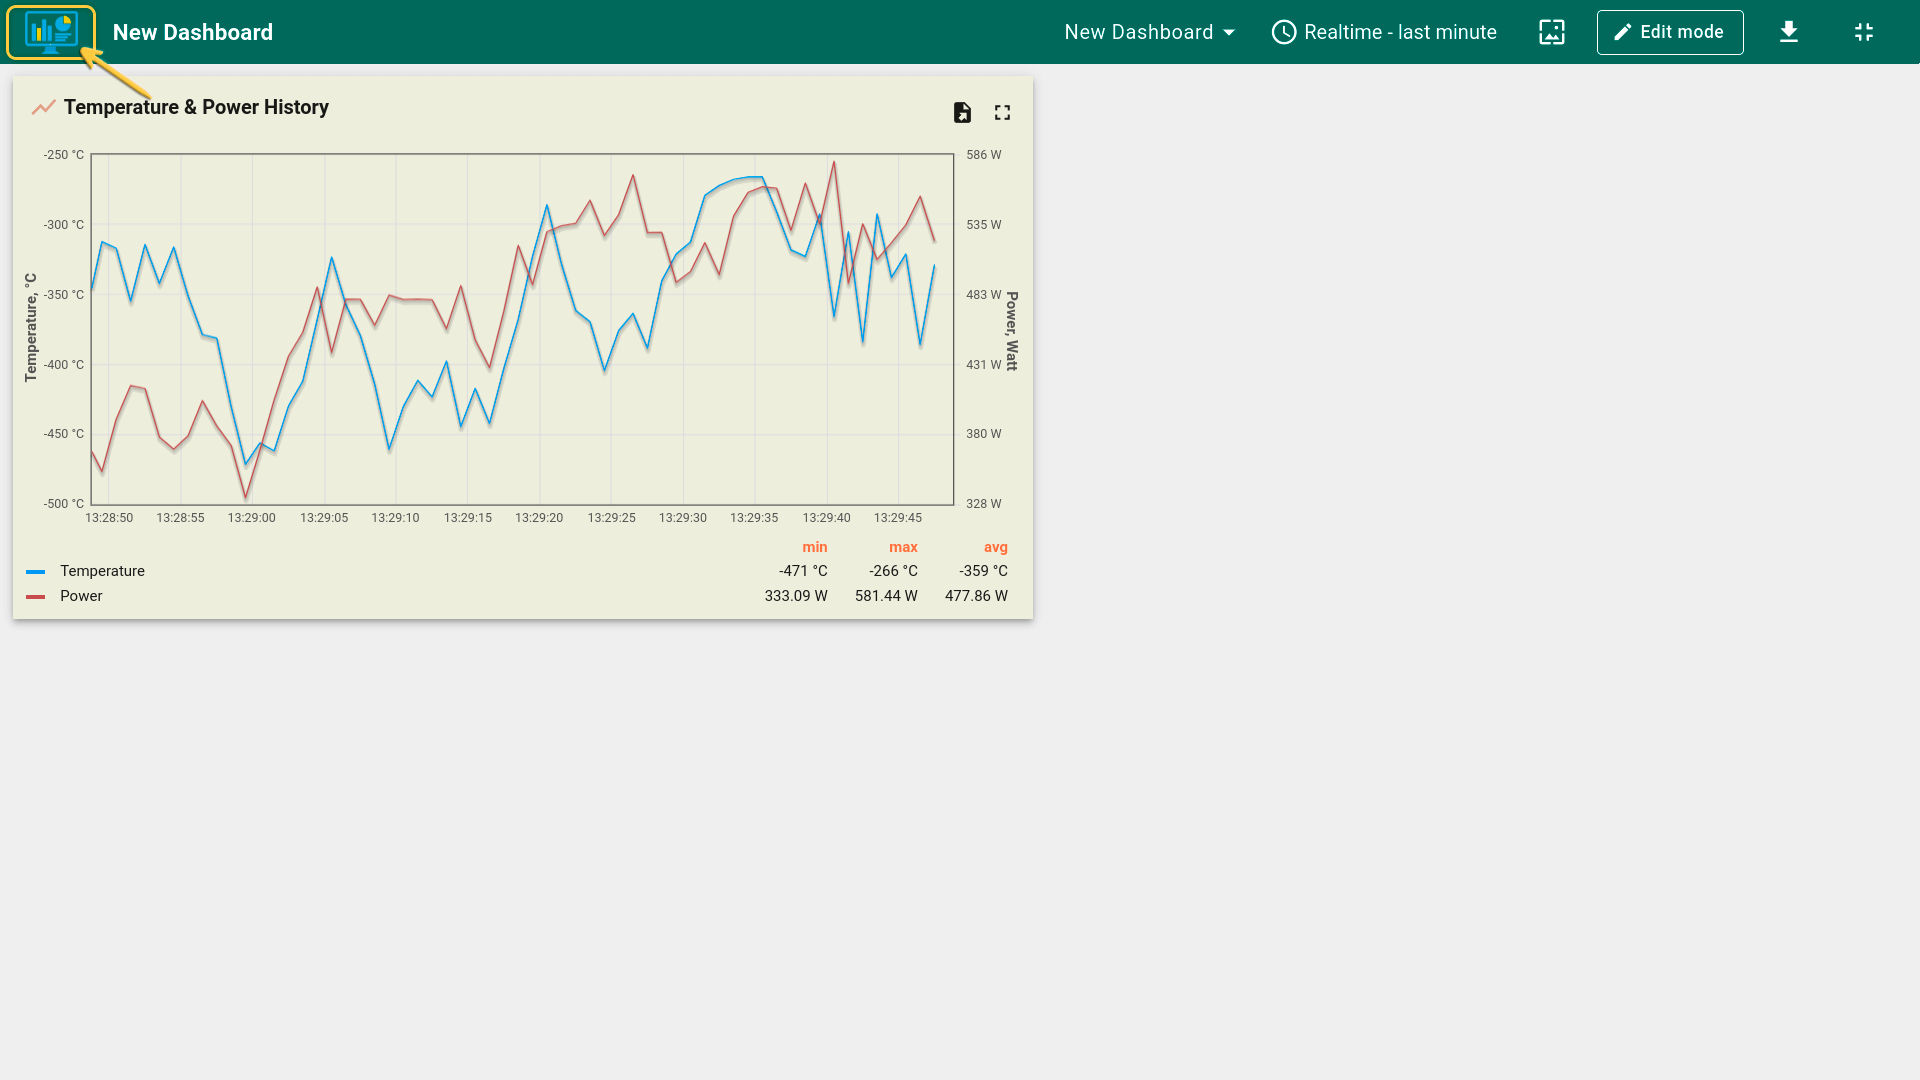 New Dashboard
New Dashboard
Realtime - last minute
Edit mode
Temperature & Power History
-250 °C
-300 °C
-350 °C
-400 °C
-450 °C
-500 °C
Temperature, °C
586 W
535 W
483 W
431 W
380 W
328 W
Power, Watt
13:28:50 13:28:55 13:29:00 13:29:05 13:29:10 13:29:15 13:29:20 13:29:25 13:29:30 13:29:35 13:29:40 13:29:45
min max avg
Temperature -471 °C -266 °C -359 °C
Power 333.09 W 581.44 W 477.86 W